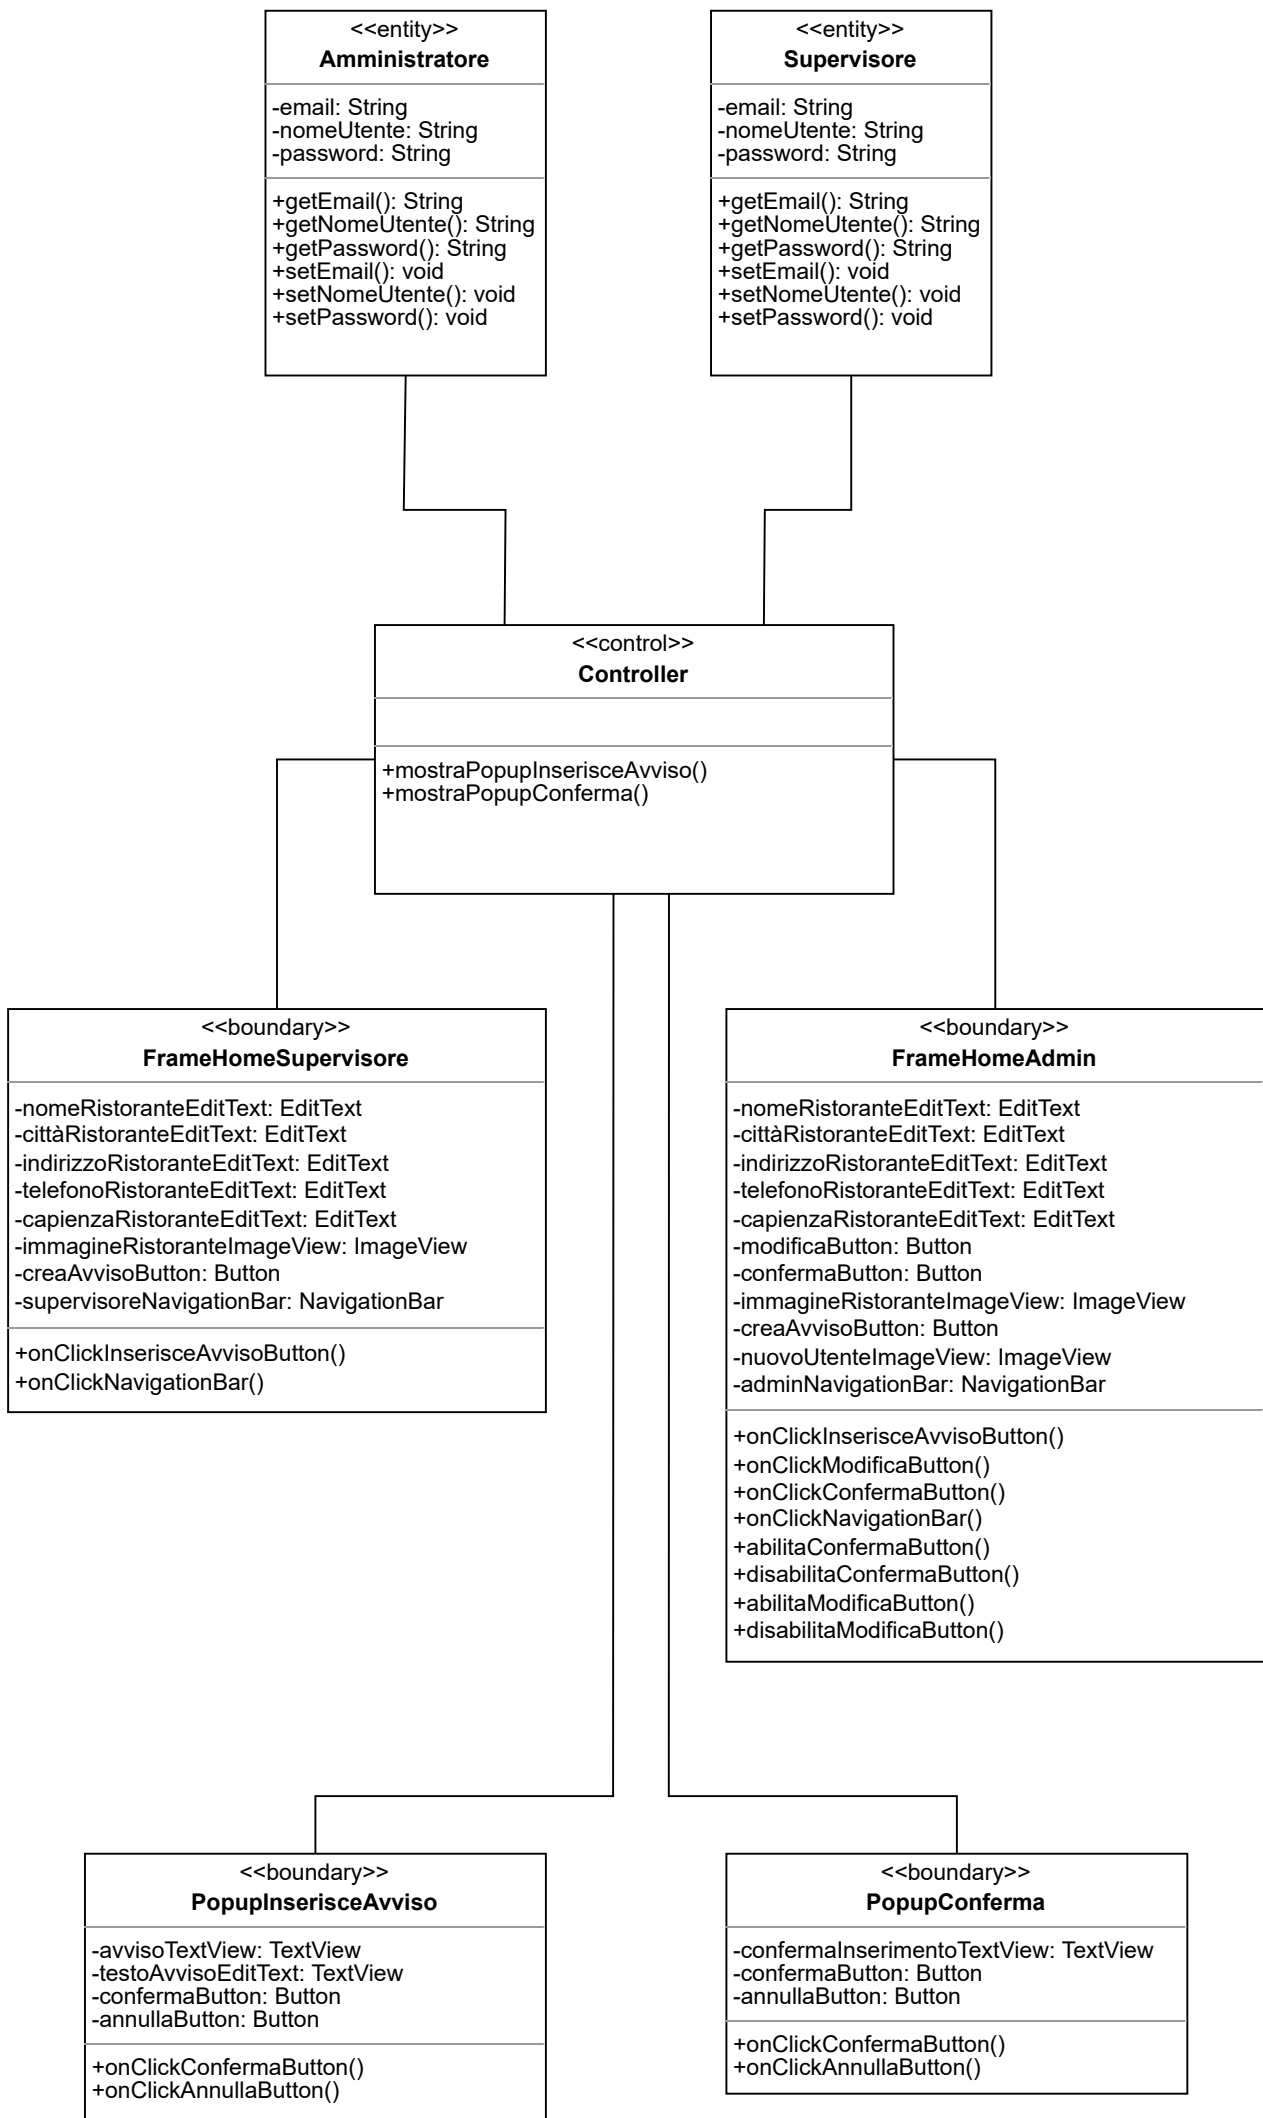 <<entity>>
Amministratore
-email: String
-nomeUtente: String
-password: String
+getEmail(): String
+getNomeUtente(): String
+getPassword(): String
+setEmail(): void
+setNomeUtente(): void
+setPassword(): void
<<entity>>
Supervisore
-email: String
-nomeUtente: String
-password: String
+getEmail(): String
+getNomeUtente(): String
+getPassword(): String
+setEmail(): void
+setNomeUtente(): void
+setPassword(): void
<<control>>
Controller
+mostraPopupInserisceAvviso()
+mostraPopupConferma()
<<boundary>>
FrameHomeSupervisore
-nomeRistoranteEditText: EditText
-cittàRistoranteEditText: EditText
-indirizzoRistoranteEditText: EditText
-telefonoRistoranteEditText: EditText
-capienzaRistoranteEditText: EditText
-immagineRistoranteImageView: ImageView
-creaAvvisoButton: Button
-supervisoreNavigationBar: NavigationBar
+onClickInserisceAvvisoButton()
+onClickNavigationBar()
<<boundary>>
FrameHomeAdmin
-nomeRistoranteEditText: EditText
-cittàRistoranteEditText: EditText
-indirizzoRistoranteEditText: EditText
-telefonoRistoranteEditText: EditText
-capienzaRistoranteEditText: EditText
-modificaButton: Button
-confermaButton: Button
-immagineRistoranteImageView: ImageView
-creaAvvisoButton: Button
-nuovoUtenteImageView: ImageView
-adminNavigationBar: NavigationBar
+onClickInserisceAvvisoButton()
+onClickModificaButton()
+onClickConfermaButton()
+onClickNavigationBar()
+abilitaConfermaButton()
+disabilitaConfermaButton()
+abilitaModificaButton()
+disabilitaModificaButton()
<<boundary>>
PopupInserisceAvviso
-avvisoTextView: TextView
-testoAvvisoEditText: TextView
-confermaButton: Button
-annullaButton: Button
+onClickConfermaButton()
+onClickAnnullaButton()
<<boundary>>
PopupConferma
-confermaInserimentoTextView: TextView
-confermaButton: Button
-annullaButton: Button
+onClickConfermaButton()
+onClickAnnullaButton()